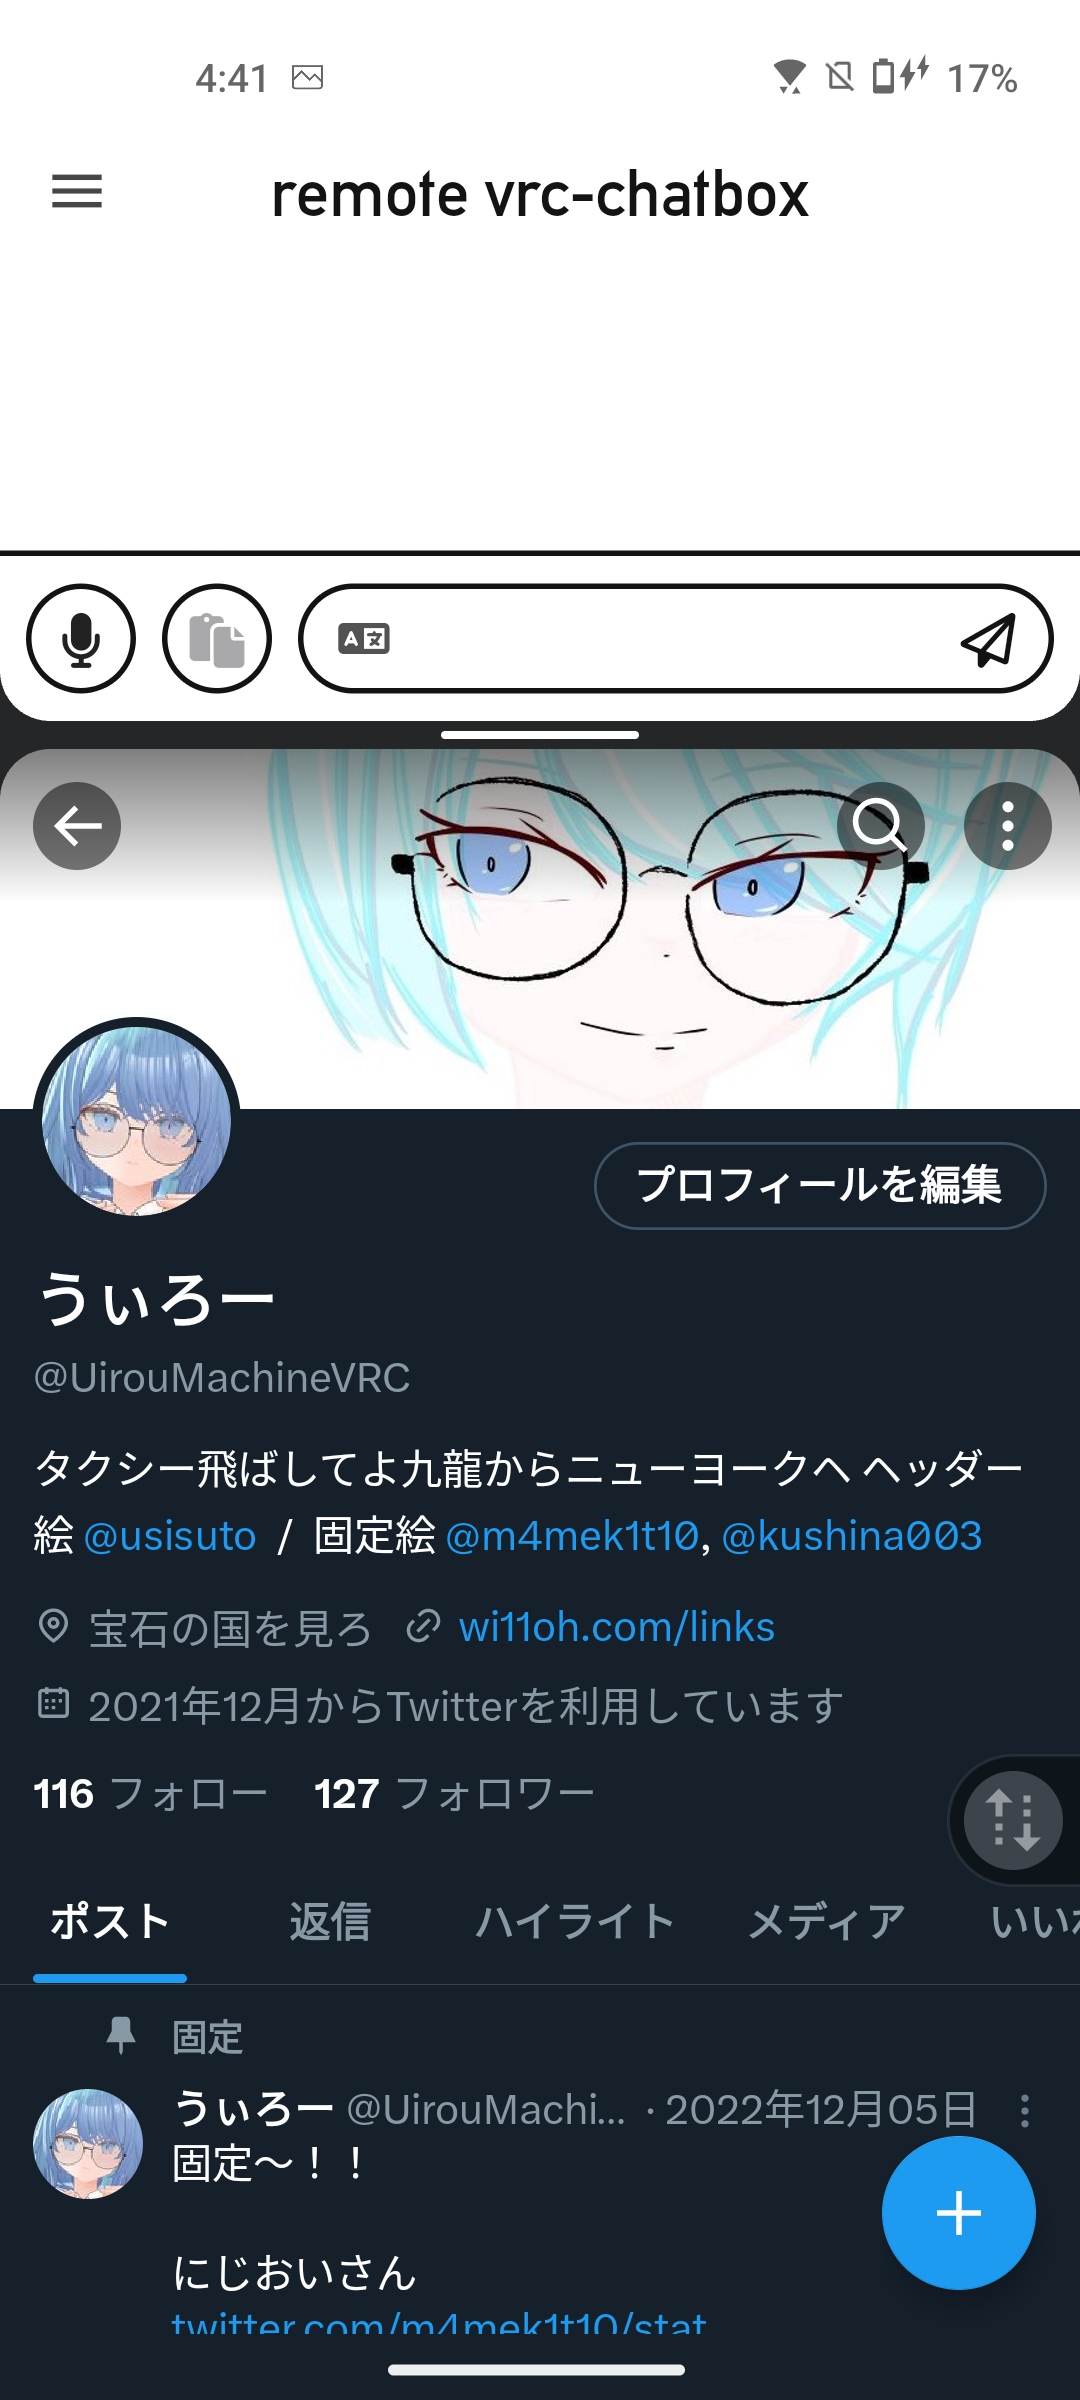 4:41
17%
remote vrc-chatbox
A 文
プロフィールを編集
うぃろー
@UirouMachineVRC
タクシー飛ばしてよ九龍からニューヨークへ ヘッダー
絵 @usisuto / 固定絵 @m4mek1t10, @kushina003
宝石の国を見ろ wi11oh.com/links
2021年12月からTwitterを利用しています
116 フォロー 127 フォロワー
ポスト 返信 ハイライト メディア いい
固定
うぃろー @UirouMachi... · 2022年12月05日
固定〜！！
にじおいさん
twitter.com/m4mek1t10/stat